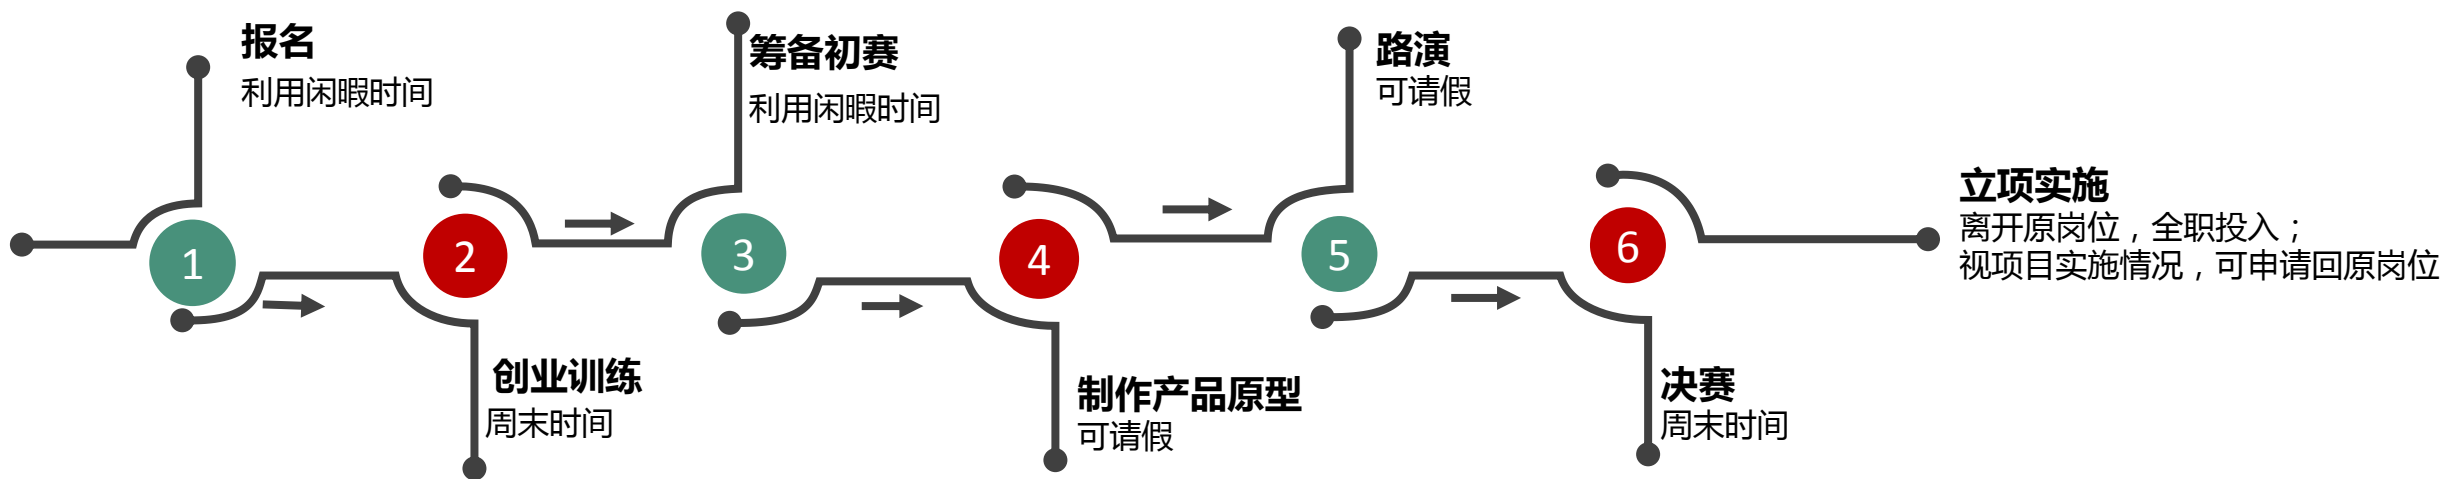 报名
利用闲暇时间
1
2
创业训练
周末时间
筹备初赛
利用闲暇时间
3
4
制作产品原型
可请假
路演
可请假
5
6
决赛
周末时间
立项实施
离开原岗位，全职投入；
视项目实施情况，可申请回原岗位